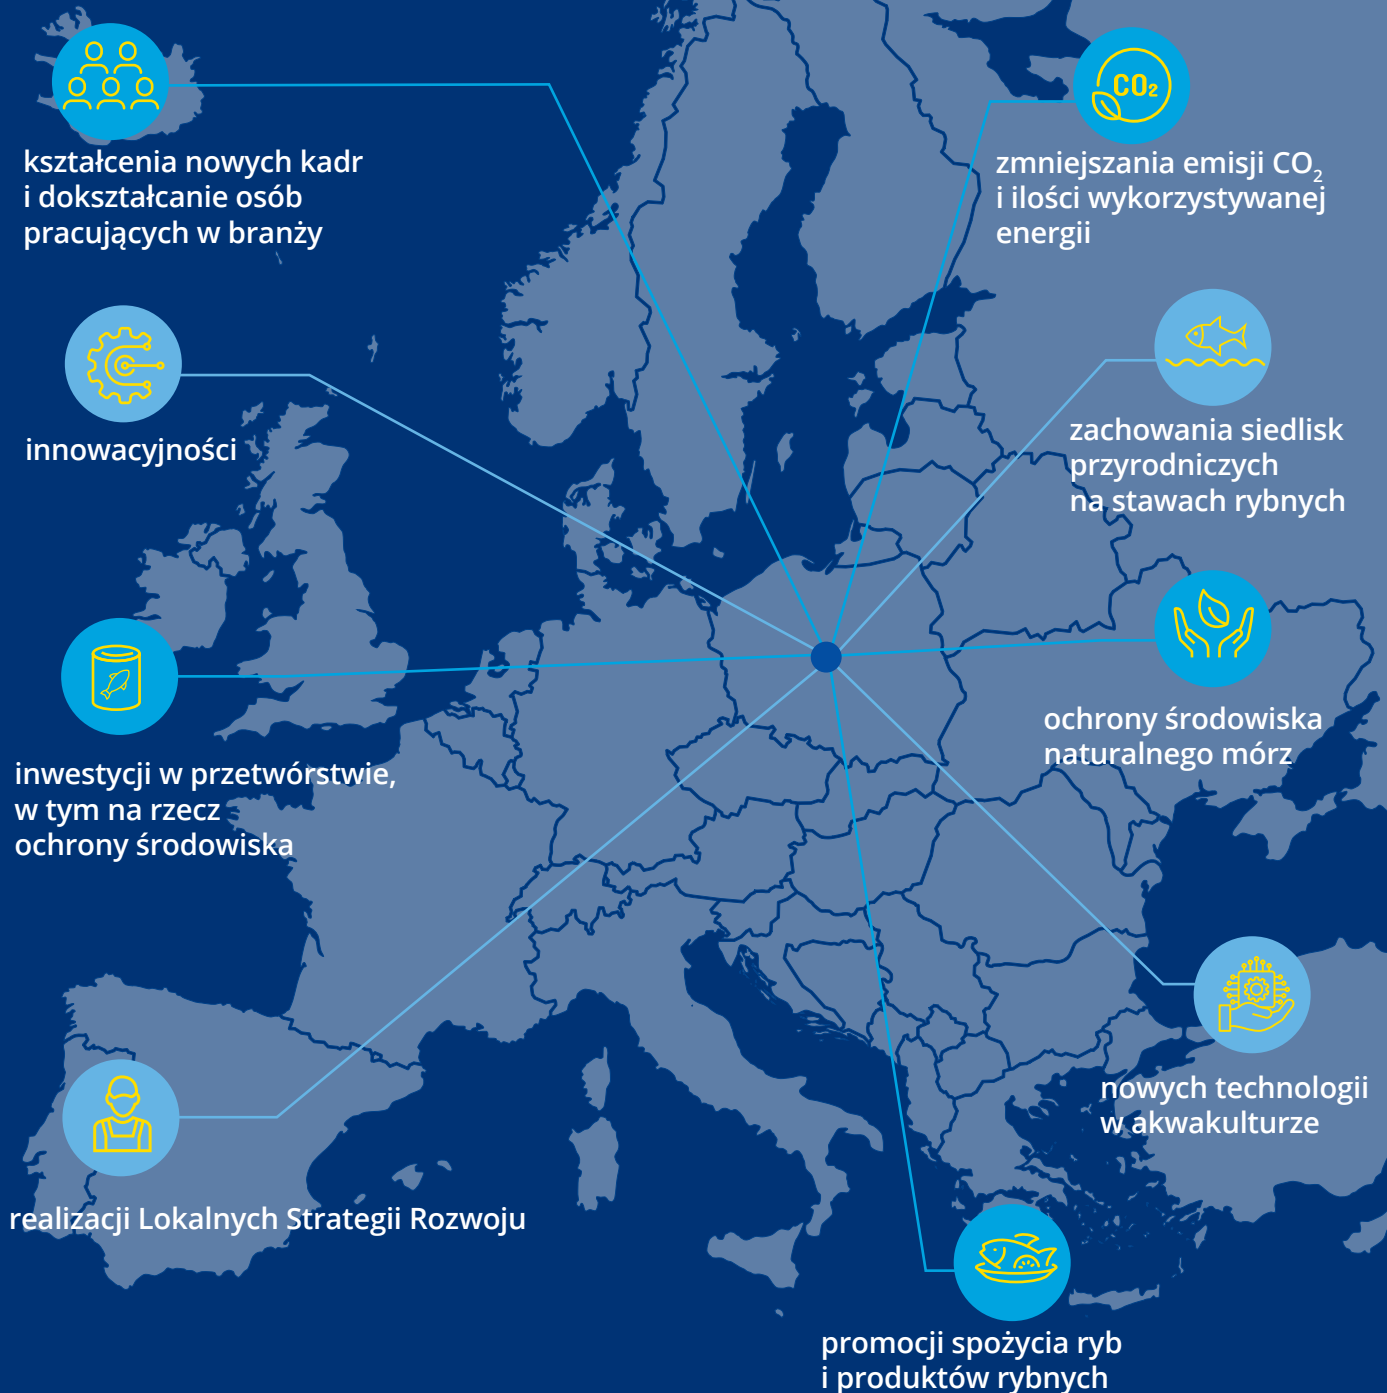 kształcenia nowych kadr
i dokształcanie osób
pracujących w branży
CO₂
zmniejszania emisji CO₂
i ilości wykorzystywanej
energii
innowacyjności
zachowania siedlisk
przyrodniczych
na stawach rybnych
inwestycji w przetwórstwie,
w tym na rzecz
ochrony środowiska
ochrony środowiska
naturalnego mórz
realizacji Lokalnych Strategii Rozwoju
nowych technologii
w akwakulturze
promocji spożycia ryb
i produktów rybnych